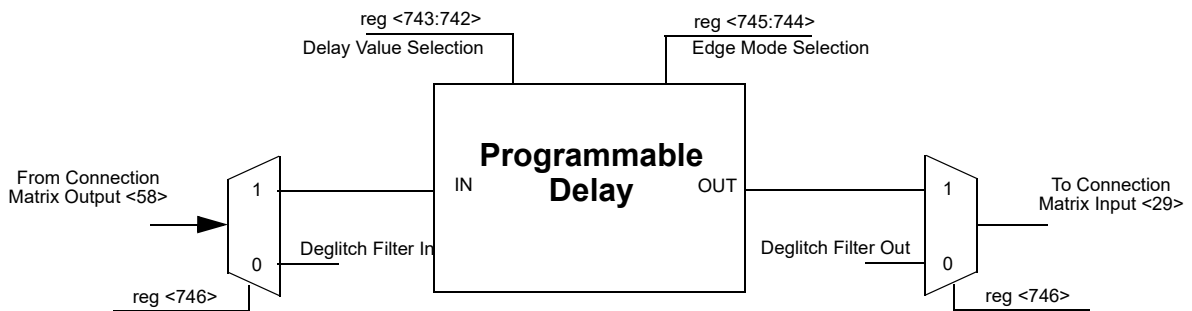 reg <743:742>
Delay Value Selection
reg <745:744>
Edge Mode Selection
Programmable
Delay
From Connection
Matrix Output <58>
1
IN
OUT
1
To Connection
Matrix Input <29>
0
Deglitch Filter In
Deglitch Filter Out
0
reg <746>
reg <746>